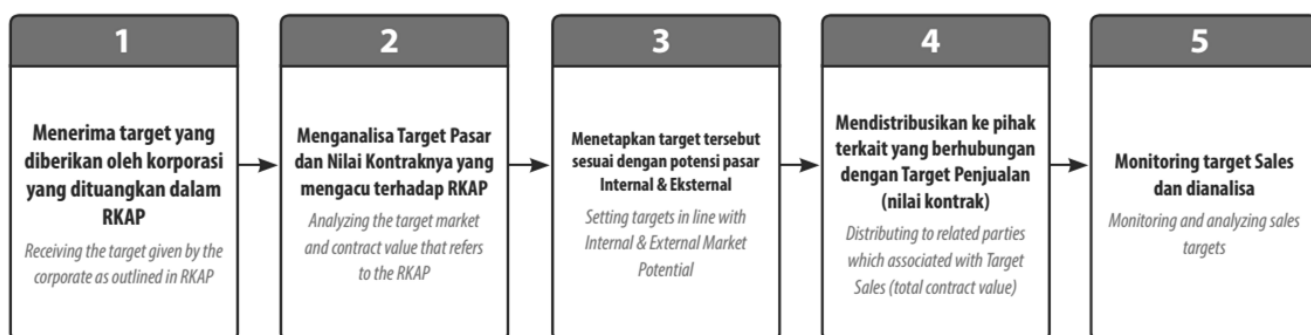 1
Menerima target yang
diberikan oleh korporasi
yang dituangkan dalam
RKAP
Receiving the target given by the
corporate as outlined in RKAP
2
Menganalisa Target Pasar
dan Nilai Kontraknya yang
mengacu terhadap RKAP
Analyzing the target market
and contract value that refers
to the RKAP
3
Menetapkan target tersebut
sesuai dengan potensi pasar
Internal & Eksternal
Setting targets in line with
Internal & External Market
Potential
4
Mendistribusikan ke pihak
terkait yang berhubungan
dengan Target Penjualan
(nilai kontrak)
Distributing to related parties
which associated with Target
Sales (total contract value)
5
Monitoring target Sales
dan dianalisa
Monitoring and analyzing sales
targets